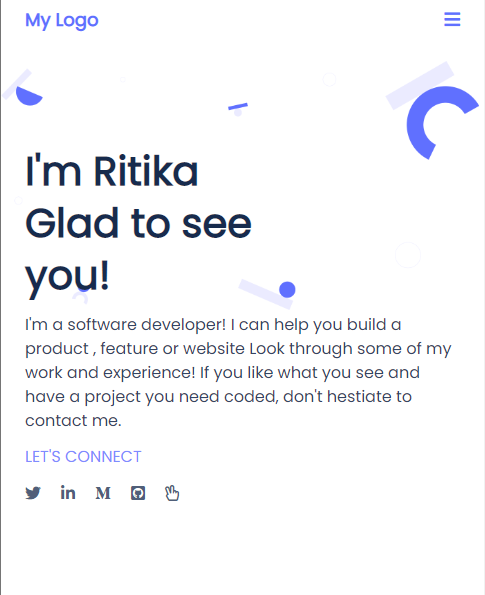 My Logo
I'm Ritika
Glad to see
you!
I'm a software developer! I can help you build a
product , feature or website Look through some of my
work and experience! If you like what you see and
have a project you need coded, don't hestiate to
contact me.
LET'S CONNECT